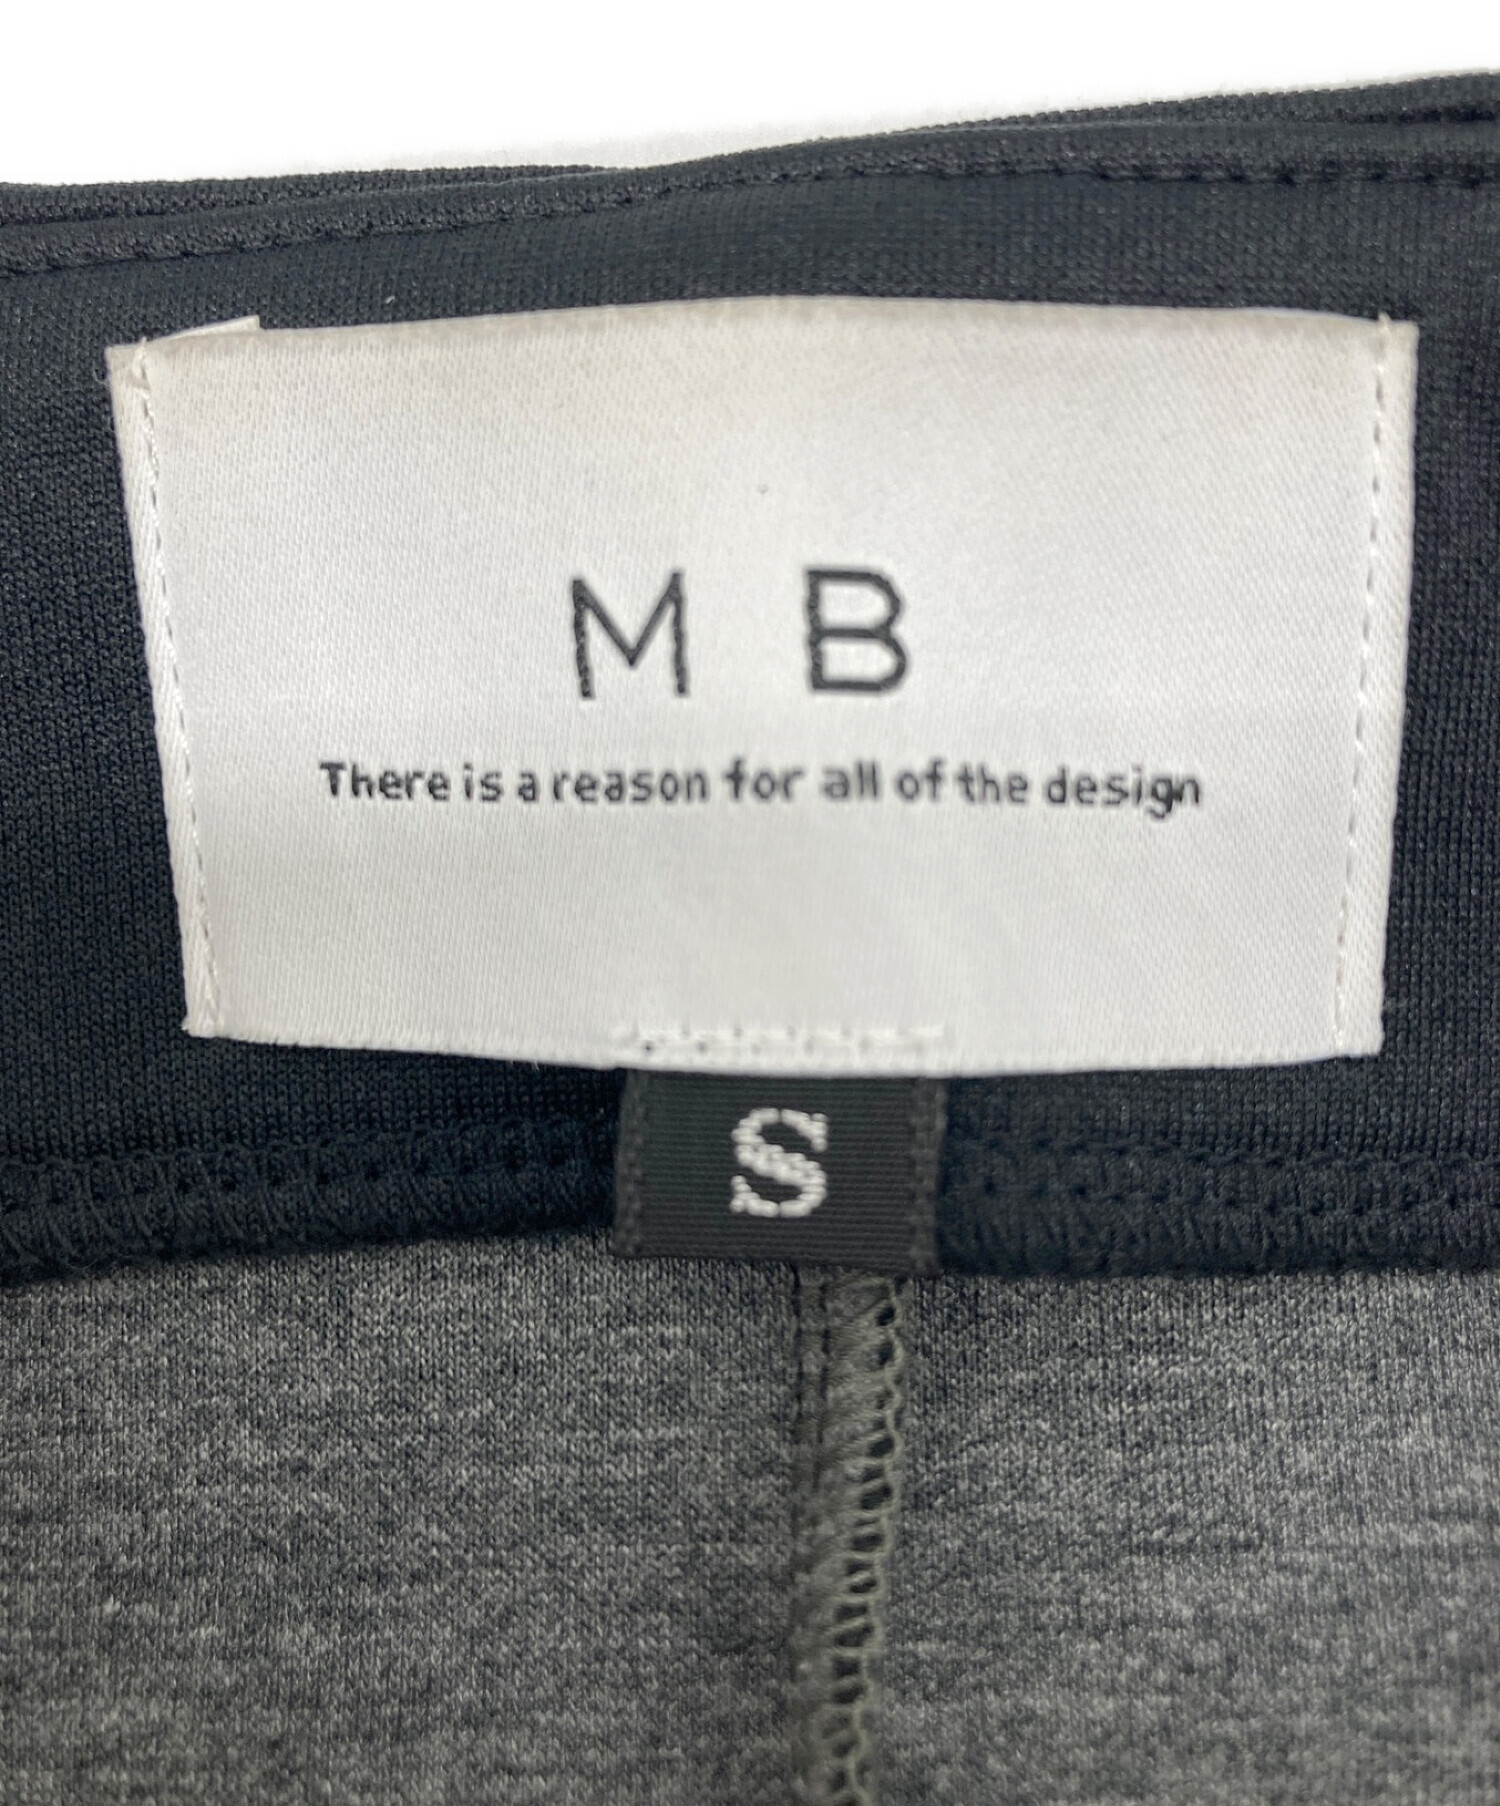 M B
There is a reason for all of the design
S